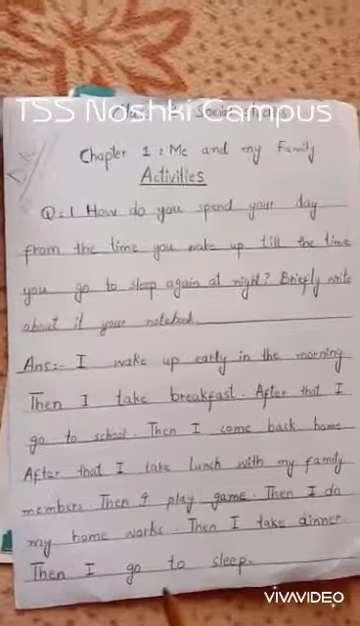 TSS Noshki Campus
Social
Chapter 1 : Me and my Family
Activities
Q:1 How do you spend your day
from the time you wake up till the time
you go to sleep again at night? Briefly write
about it your notebook.
Ans:- I wake up early in the morning
Then I take breakfast. After that I
go to school. Then I come back home
After that I take lunch with my family
members. Then I play game. Then I do
my home works. Then I take dinner.
Then I go to sleep.
VIVAVIDEO